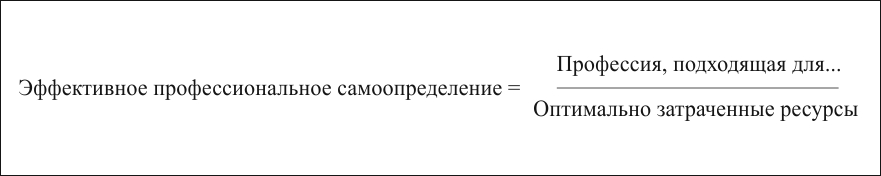 Профессия, подходящая для...
Эффективное профессиональное самоопределение =
Оптимально затраченные ресурсы